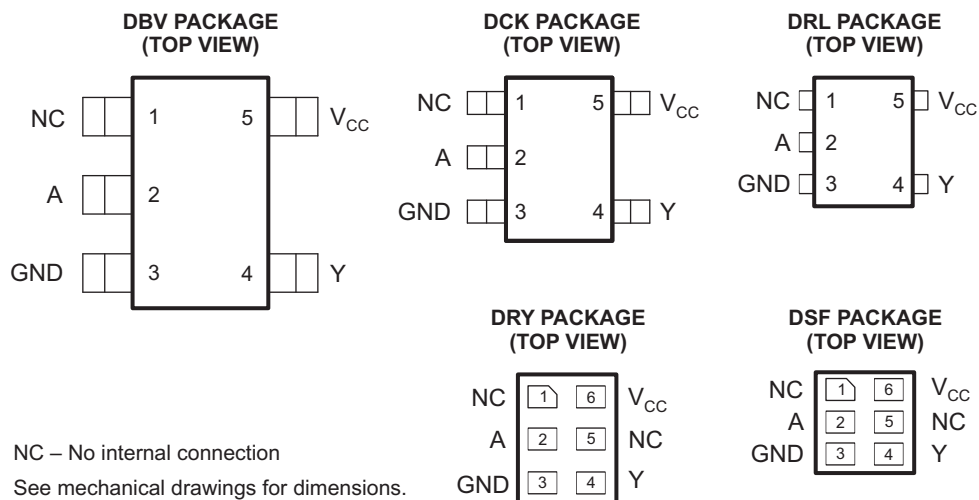 DBV PACKAGE
(TOP VIEW)
NC 1 5 VCC
A 2
GND 3 4 Y
DCK PACKAGE
(TOP VIEW)
NC 1 5 VCC
A 2
GND 3 4 Y
DRL PACKAGE
(TOP VIEW)
NC 1 5 VCC
A 2
GND 3 4 Y
DRY PACKAGE
(TOP VIEW)
NC 1 6 VCC
A 2 5 NC
GND 3 4 Y
DSF PACKAGE
(TOP VIEW)
NC 1 6 VCC
A 2 5 NC
GND 3 4 Y
NC – No internal connection
See mechanical drawings for dimensions.